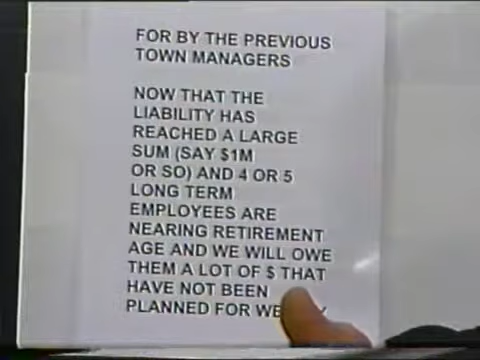 FOR BY THE PREVIOUS
TOWN MANAGERS
NOW THAT THE
LIABILITY HAS
REACHED A LARGE
SUM (SAY $1M
OR SO) AND 4 OR 5
LONG TERM
EMPLOYEES ARE
NEARING RETIREMENT
AGE AND WE WILL OWE
THEM A LOT OF $ THAT
HAVE NOT BEEN
PLANNED FOR WE